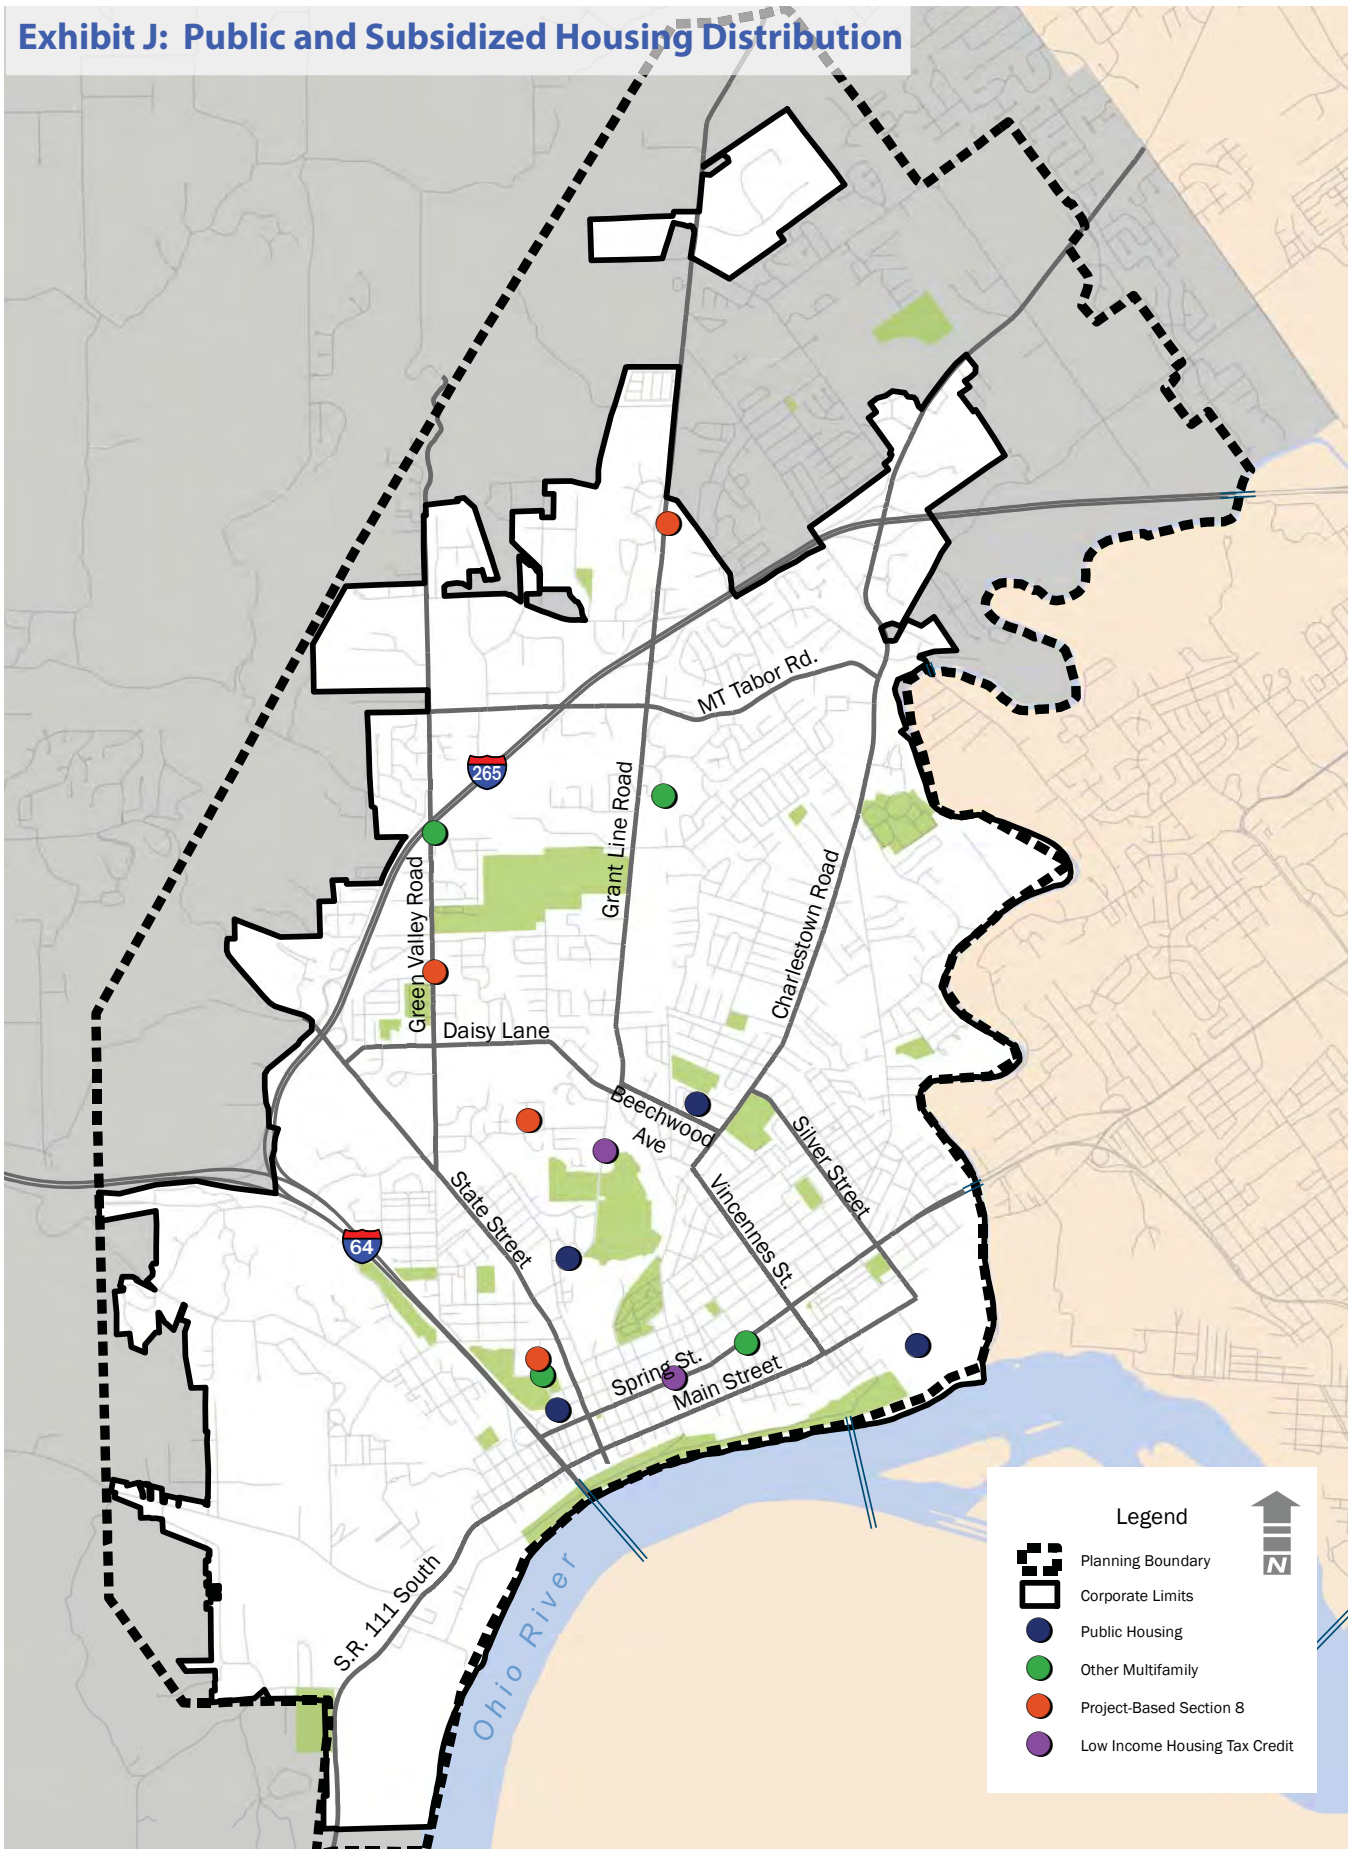 Exhibit J: Public and Subsidized Housing Distribution
MT Tabor Rd.
265
Grant Line Road
Green Valley Road
Charlestown Road
Daisy Lane
Beechwood
Ave
Silver Street
State Street
Vincennes St.
64
Spring St.
Main Street
S.R. 111 South
Ohio River
Legend
N
Planning Boundary
Corporate Limits
Public Housing
Other Multifamily
Project-Based Section 8
Low Income Housing Tax Credit